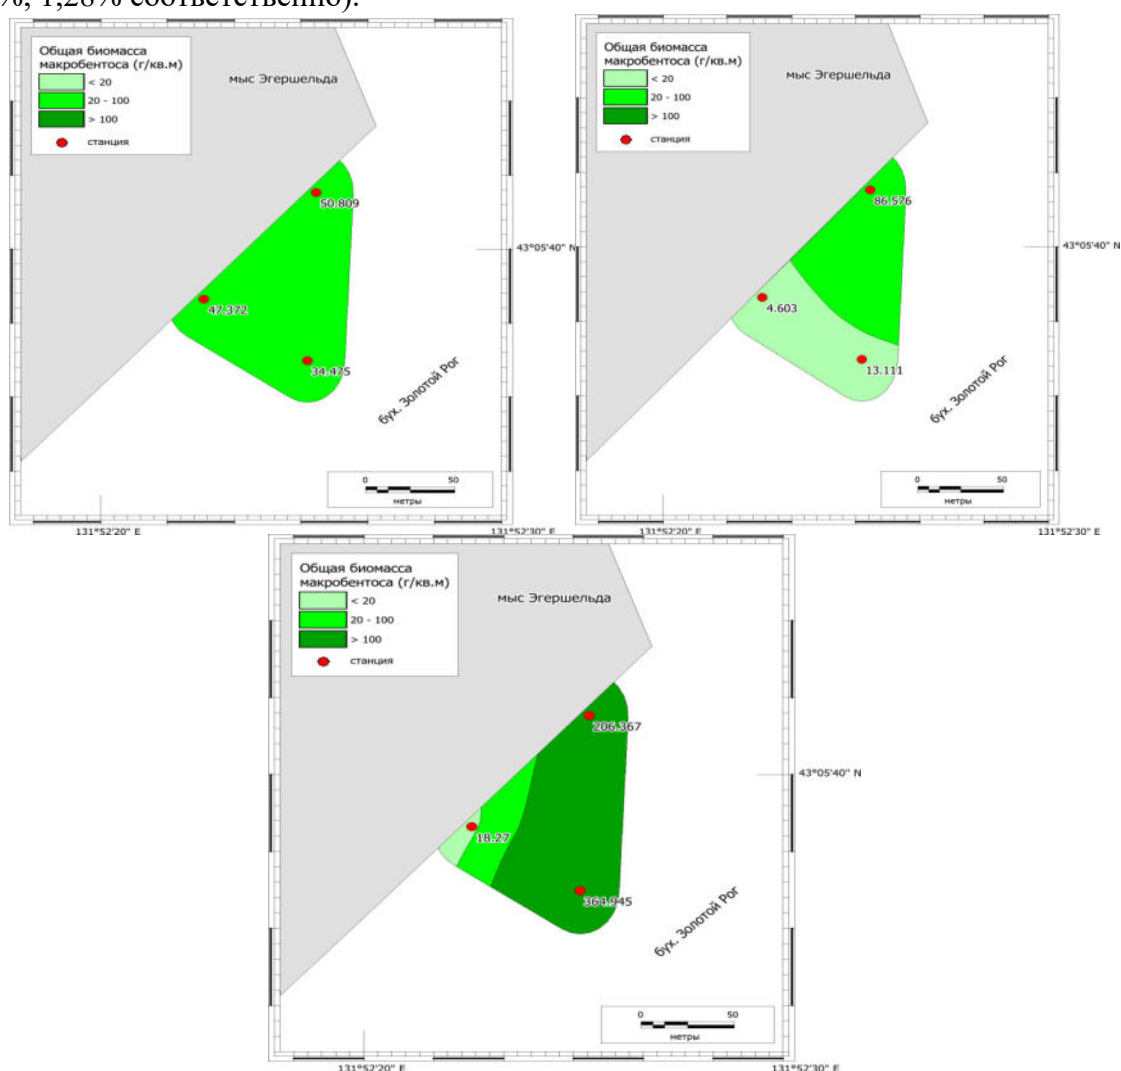 %, 1,28% соответственно).
Общая биомасса
макробентоса (г/кв.м)
< 20
20 - 100
> 100
станция
мыс Эгершельда
50.809
43°05'40" N
47.372
34.475
бух. Золотой Рог
0 50
метры
131°52'20" E
131°52'30" E
Общая биомасса
макробентоса (г/кв.м)
< 20
20 - 100
> 100
станция
мыс Эгершельда
86.576
43°05'40" N
4.603
13.111
бух. Золотой Рог
0 50
метры
131°52'20" E
131°52'30" E
Общая биомасса
макробентоса (г/кв.м)
< 20
20 - 100
> 100
станция
мыс Эгершельда
206.367
43°05'40" N
18.27
364.945
бух. Золотой Рог
0 50
метры
131°52'20" E
131°52'30" E